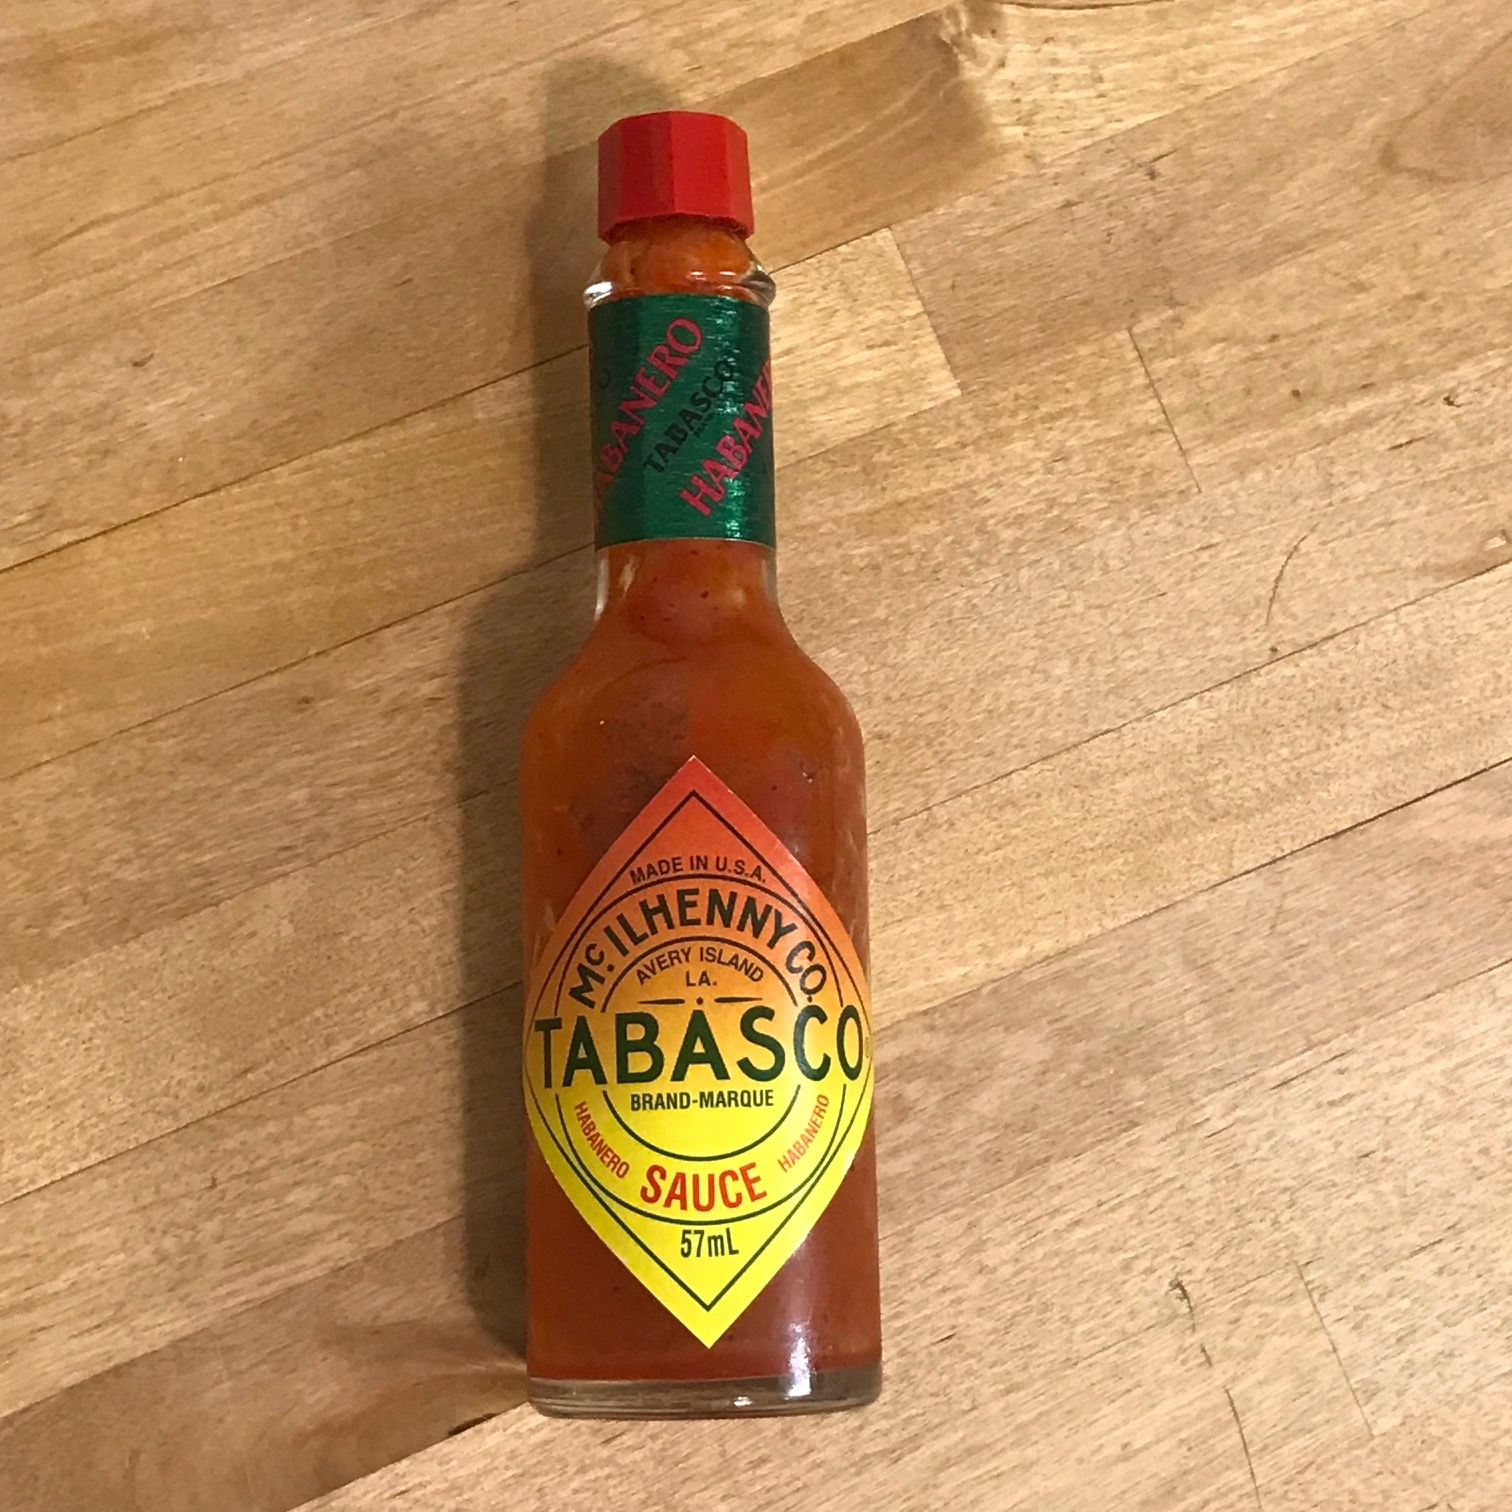 HABANERO
TABASCO
HABANERO
MADE IN U.S.A.
McILHENNY CO.
AVERY ISLAND
LA.
TABASCO
BRAND-MARQUE
HABANERO
HABANERO
SAUCE
57mL